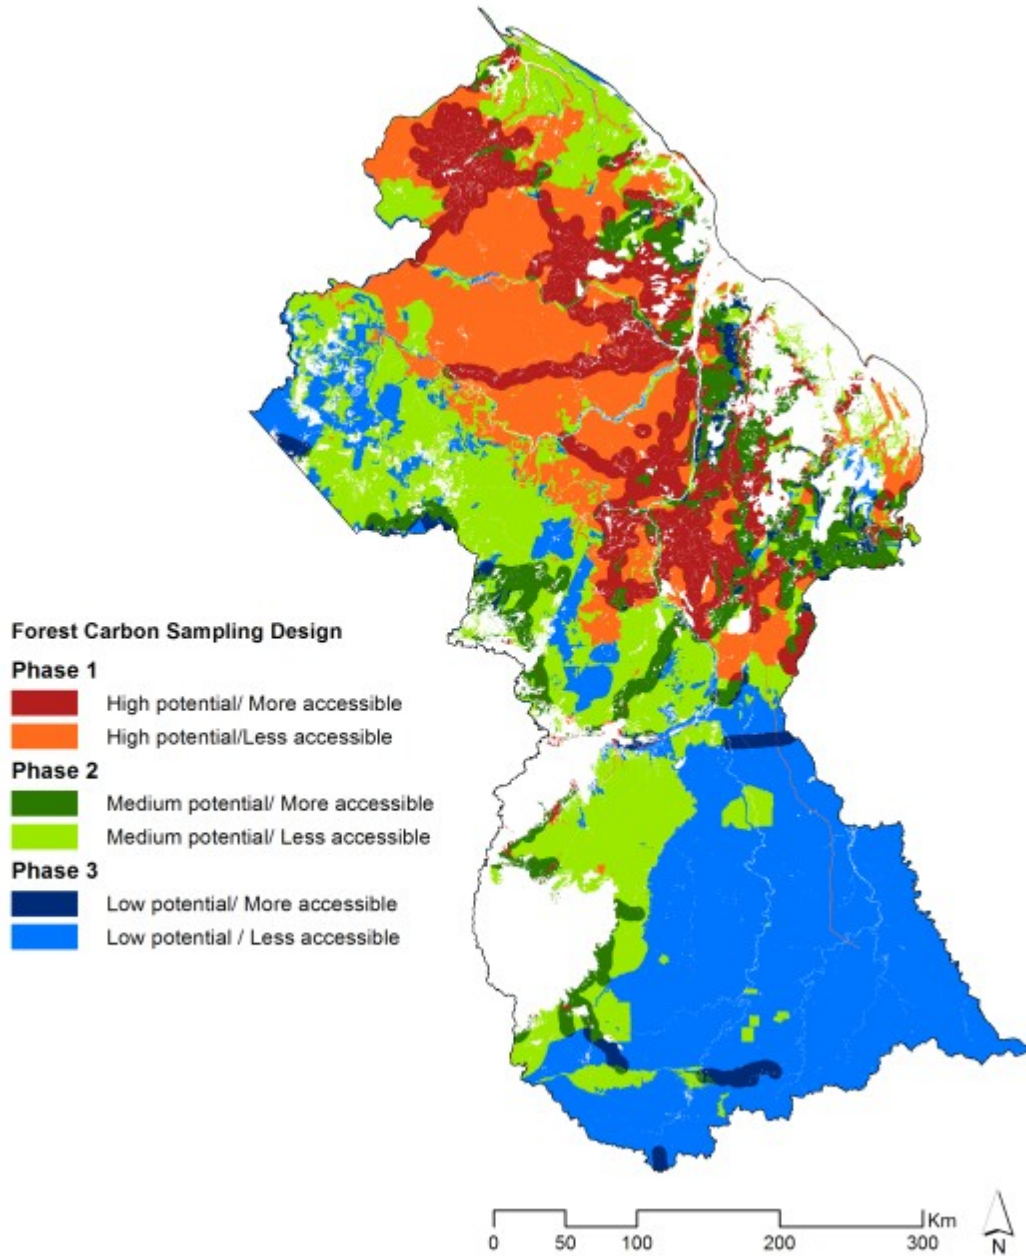 Forest Carbon Sampling Design
Phase 1
High potential/ More accessible
High potential/Less accessible
Phase 2
Medium potential/ More accessible
Medium potential/ Less accessible
Phase 3
Low potential/ More accessible
Low potential / Less accessible
Km
0 50 100 200 300
N